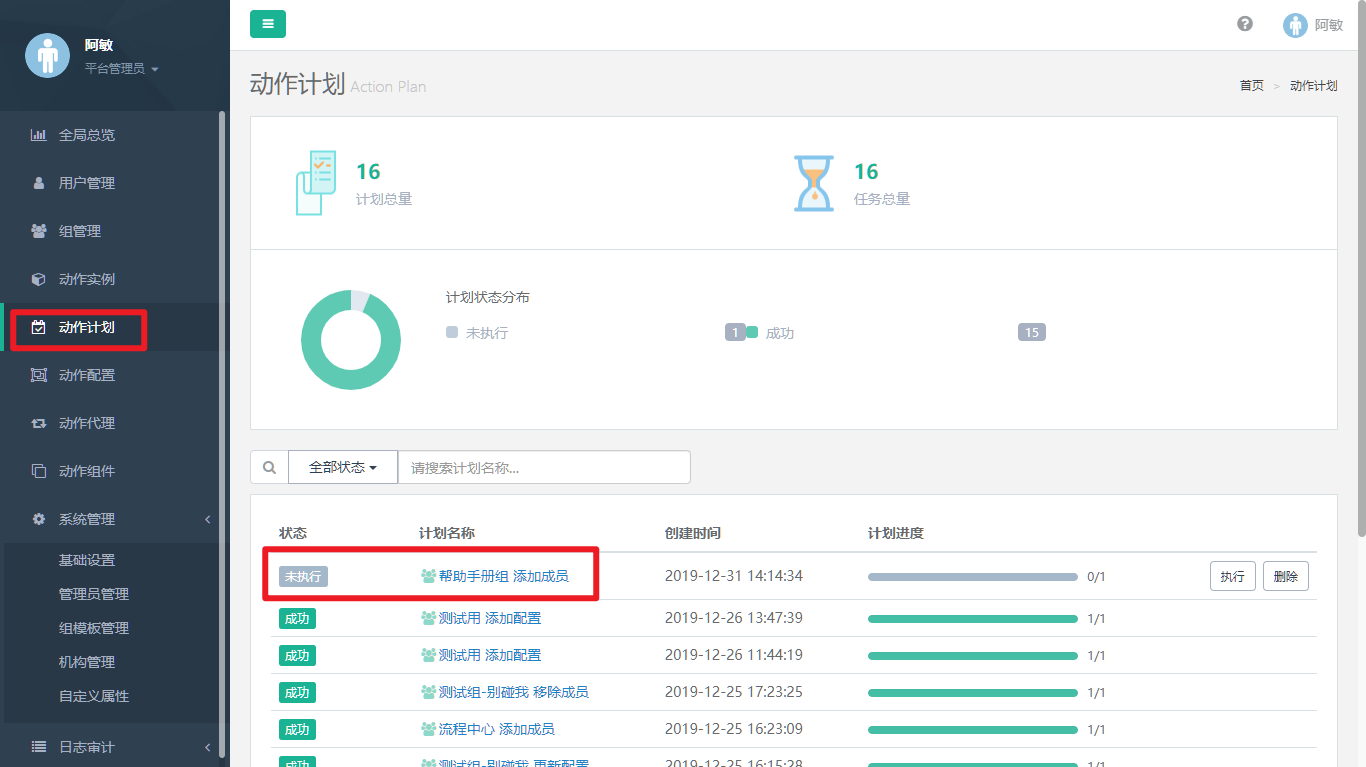 阿敏
平台管理员
全局总览
用户管理
组管理
动作实例
动作计划
动作配置
动作代理
动作组件
系统管理
基础设置
管理员管理
组模板管理
机构管理
自定义属性
日志审计
阿敏
动作计划 Action Plan
首页 > 动作计划
16
计划总量
16
任务总量
计划状态分布
未执行 1 成功 15
全部状态 请搜索计划名称...
状态 计划名称 创建时间 计划进度
未执行 帮助手册组 添加成员 2019-12-31 14:14:34 0/1 执行 删除
成功 测试用 添加配置 2019-12-26 13:47:39 1/1
成功 测试用 添加配置 2019-12-26 11:44:19 1/1
成功 测试组-别碰我 移除成员 2019-12-25 17:23:25 1/1
成功 流程中心 添加成员 2019-12-25 16:23:09 1/1
成功 测试组-别碰我 更新配置 2019-12-25 16:15:28 1/1